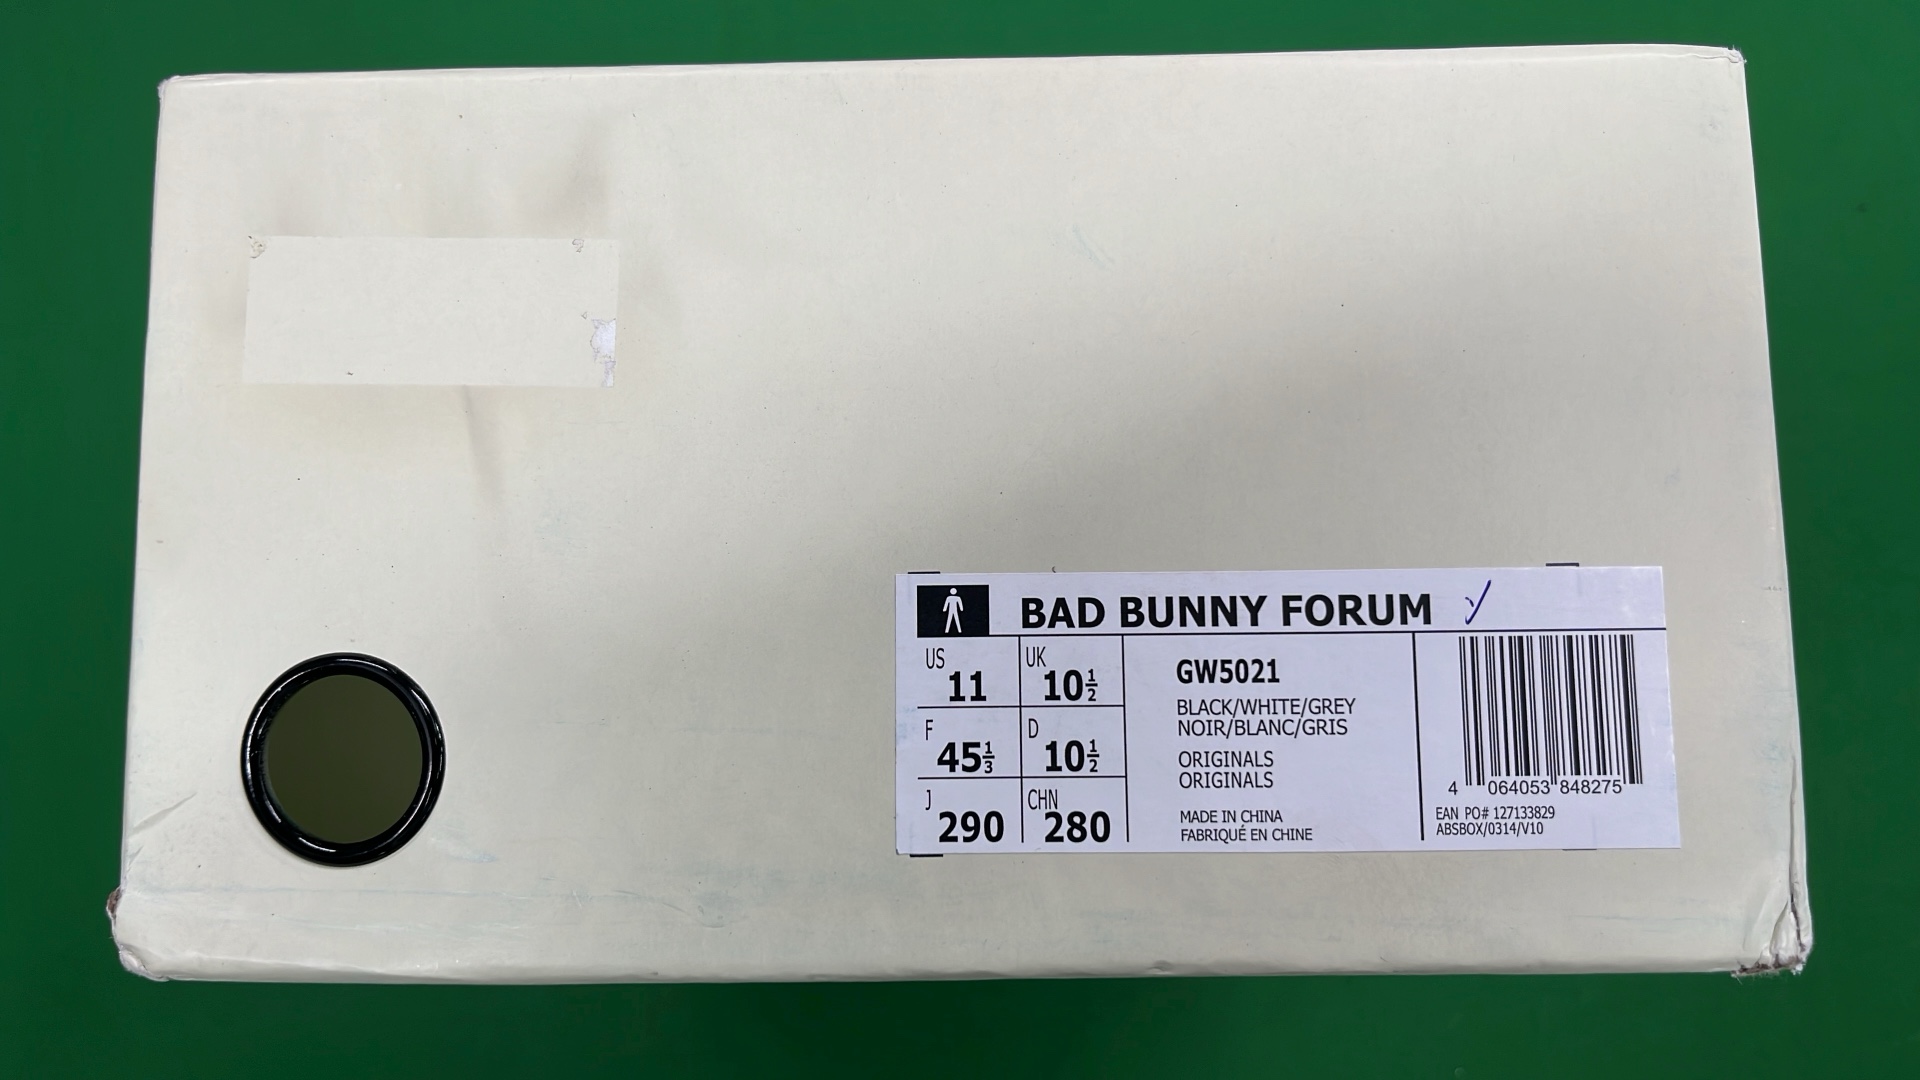 BAD BUNNY FORUM
US 11 UK 10½
F 45⅓ D 10½
J 290 CHN 280
GW5021
BLACK/WHITE/GREY
NOIR/BLANC/GRIS
ORIGINALS
ORIGINALS
MADE IN CHINA
FABRIQUÉ EN CHINE
4 064053 848275
EAN PO# 127133829
ABSBOX/0314/V10